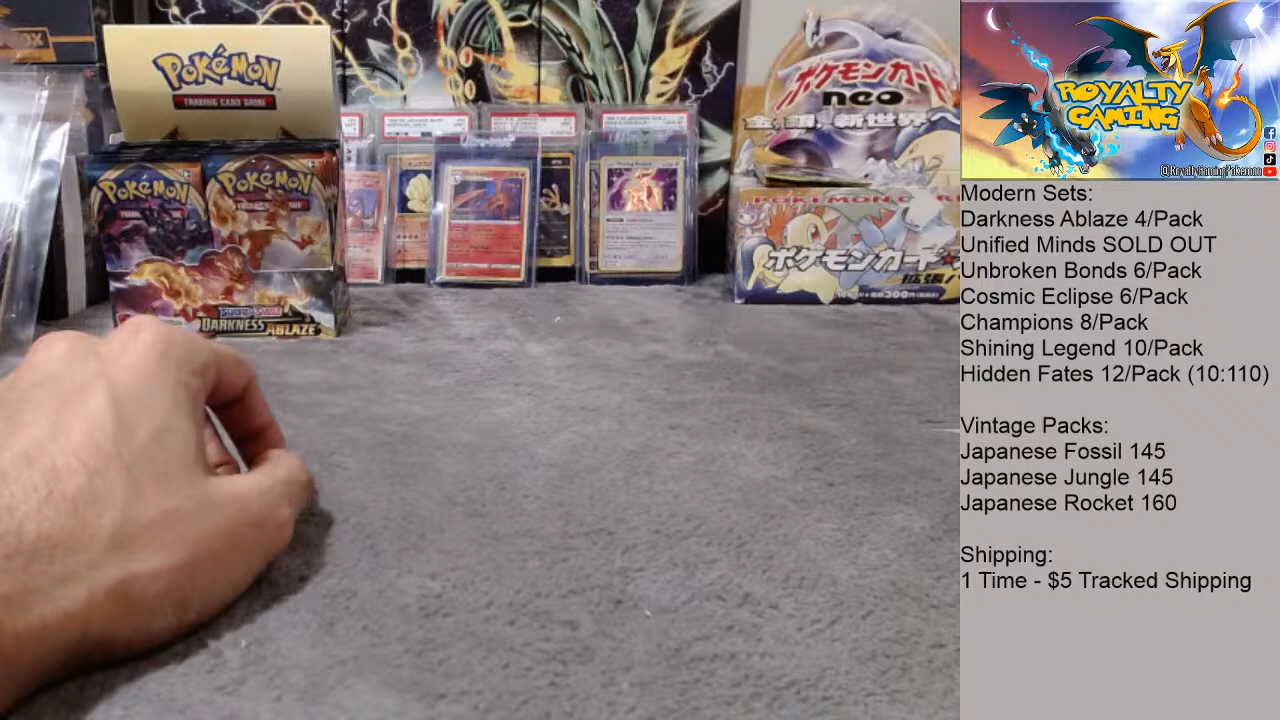 POKéMON
TRADING CARD GAME
POKéMON
POKéMON
DARKNESS ABLAZE
ポケモンカード
neo
POKEMON CARD
ポケモンカード★
ROYALTY
GAMING
@RoyaltyGamingPokemon
Modern Sets:
Darkness Ablaze 4/Pack
Unified Minds SOLD OUT
Unbroken Bonds 6/Pack
Cosmic Eclipse 6/Pack
Champions 8/Pack
Shining Legend 10/Pack
Hidden Fates 12/Pack (10:110)
Vintage Packs:
Japanese Fossil 145
Japanese Jungle 145
Japanese Rocket 160
Shipping:
1 Time - $5 Tracked Shipping